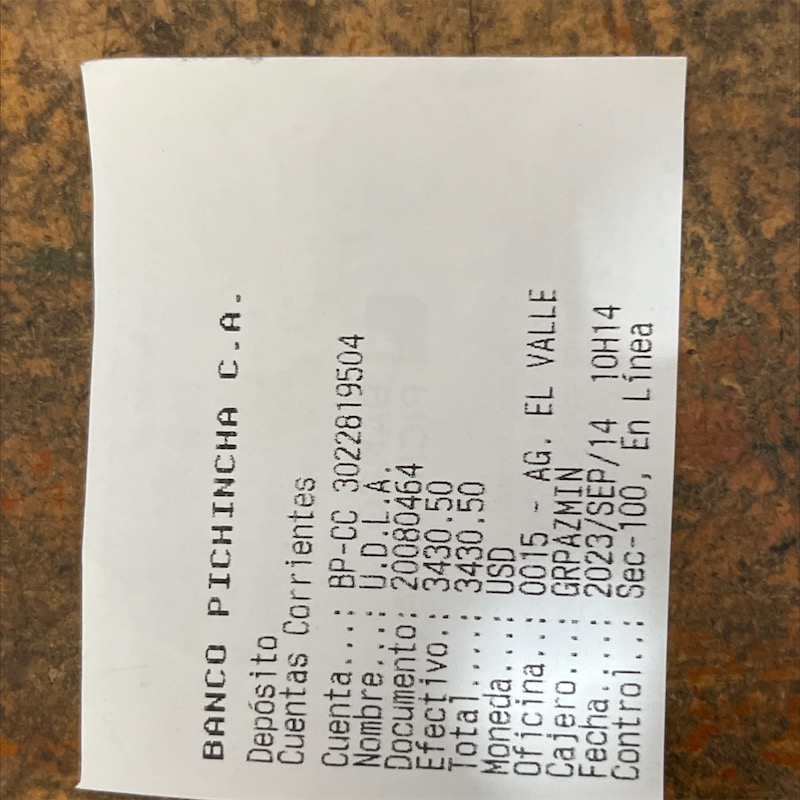 BANCO PICHINCHA C.A.
Depósito
Cuentas Corrientes
Cuenta...: BP-CC 3022819504
Nombre...: U.D.L.A.
Documento: 20080464
Efectivo.: 3430.50
Total....: 3430.50
Moneda...: USD
Oficina..: 0015 - AG. EL VALLE
Cajero...: GRPAZMIN
Fecha....: 2023/SEP/14 10H14
Control..: Sec-100, En Línea